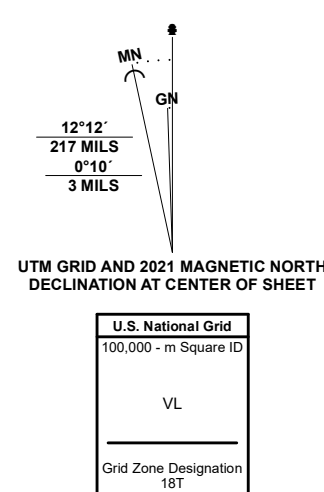 MN
GN
12°12´
217 MILS
0°10´
3 MILS
UTM GRID AND 2021 MAGNETIC NORTH
DECLINATION AT CENTER OF SHEET
U.S. National Grid
100,000 - m Square ID
VL
Grid Zone Designation
18T